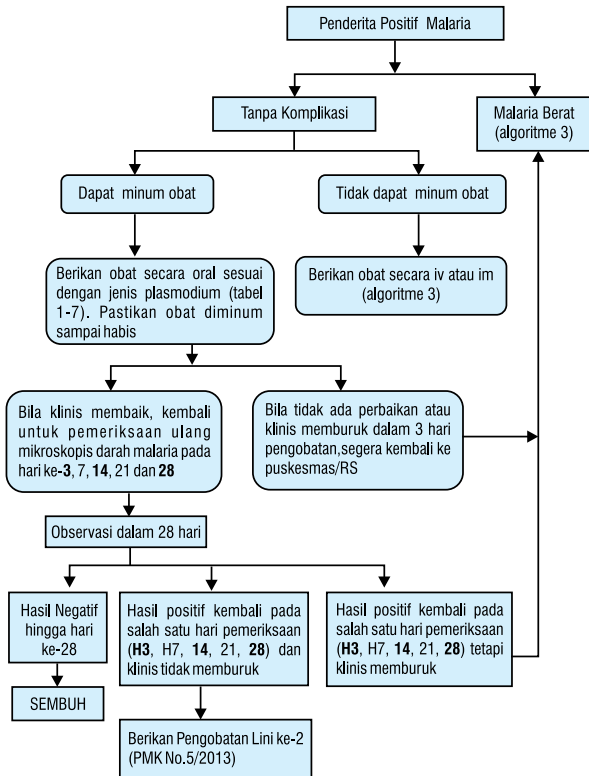 Penderita Positif Malaria
Tanpa Komplikasi
Malaria Berat
(algoritme 3)
Dapat minum obat
Tidak dapat minum obat
Berikan obat secara oral sesuai
dengan jenis plasmodium (tabel
1-7). Pastikan obat diminum
sampai habis
Berikan obat secara iv atau im
(algoritme 3)
Bila klinis membaik, kembali
untuk pemeriksaan ulang
mikroskopis darah malaria pada
hari ke-3, 7, 14, 21 dan 28
Bila tidak ada perbaikan atau
klinis memburuk dalam 3 hari
pengobatan,segera kembali ke
puskesmas/RS
Observasi dalam 28 hari
Hasil Negatif
hingga hari
ke-28
Hasil positif kembali pada
salah satu hari pemeriksaan
(H3, H7, 14, 21, 28) dan
klinis tidak memburuk
Hasil positif kembali pada
salah satu hari pemeriksaan
(H3, H7, 14, 21, 28) tetapi
klinis memburuk
SEMBUH
Berikan Pengobatan Lini ke-2
(PMK No.5/2013)